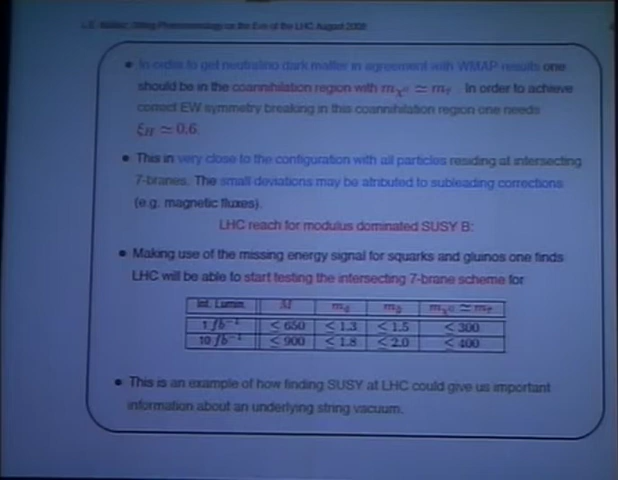 String Phenomenology on the Eve of the LHC August 2008
• In order to get neutralino dark matter in agreement with WMAP results one
should be in the coannihilation region with m_χ⁰ ≃ m_τ̃ . In order to achieve
correct EW symmetry breaking in this coannihilation region one needs
ξ_H ≃ 0.6.
• This in very close to the configuration with all particles residing at intersecting
7-branes. The small deviations may be atributed to subleading corrections
(e.g. magnetic fluxes).
LHC reach for modulus dominated SUSY B:
• Making use of the missing energy signal for squarks and gluinos one finds
LHC will be able to start testing the intersecting 7-brane scheme for
Int. Lumin. M m_q̃ m_g̃ m_χ⁰ ≃ m_τ̃
1 fb⁻¹ ≤ 650 ≤ 1.3 ≤ 1.5 ≤ 300
10 fb⁻¹ ≤ 900 ≤ 1.8 ≤ 2.0 ≤ 400
• This is an example of how finding SUSY at LHC could give us important
information about an underlying string vacuum.